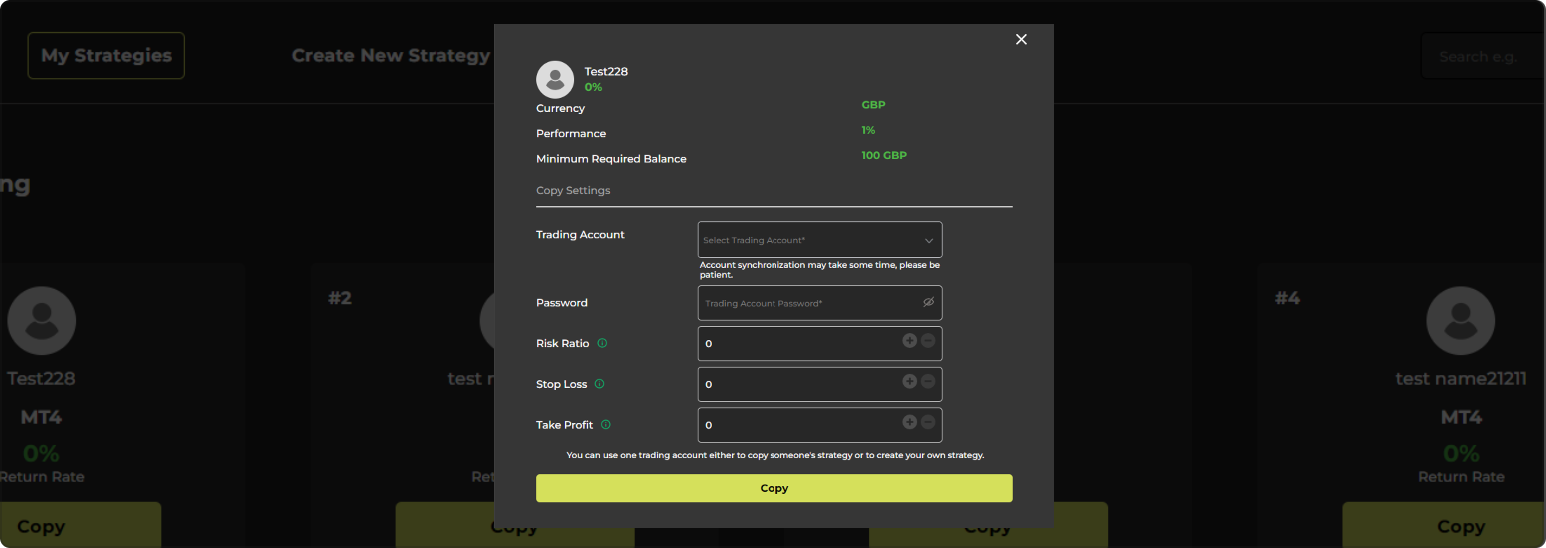 My Strategies
Create New Strategy
Search e.g.
ng
Test228
0%
Currency
GBP
Performance
1%
Minimum Required Balance
100 GBP
Copy Settings
Trading Account
Select Trading Account*
Account synchronization may take some time, please be
patient.
Password
Trading Account Password*
Risk Ratio
0
Stop Loss
0
Take Profit
0
You can use one trading account either to copy someone's strategy or to create your own strategy.
Copy
Test228
MT4
0%
Return Rate
Copy
#2
test n
Re
Copy
Copy
#4
test name21211
MT4
0%
Return Rate
Copy